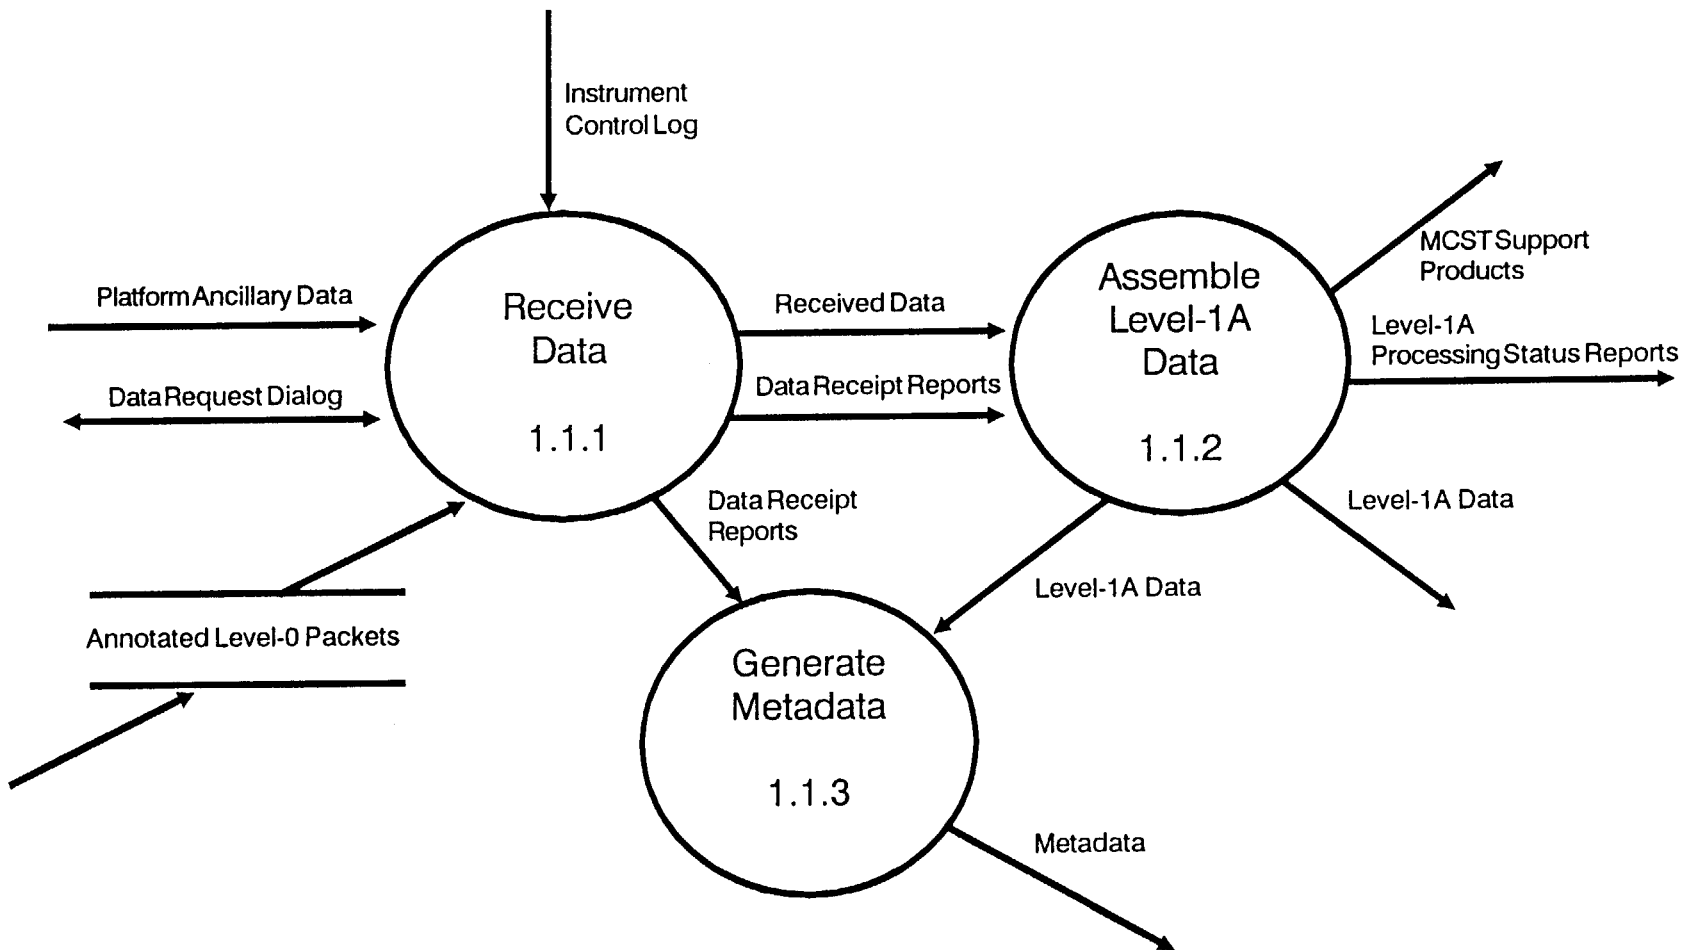 Instrument
Control Log
Platform Ancillary Data
Data Request Dialog
Receive
Data
1.1.1
Received Data
Data Receipt Reports
Assemble
Level-1A
Data
1.1.2
MCST Support
Products
Level-1A
Processing Status Reports
Level-1A Data
Data Receipt
Reports
Level-1A Data
Annotated Level-0 Packets
Generate
Metadata
1.1.3
Metadata